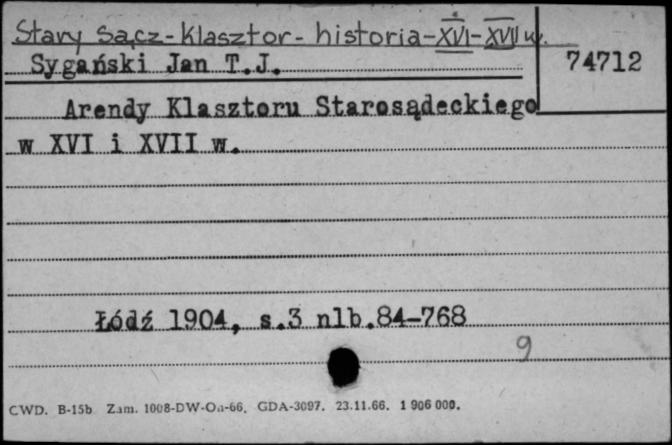 Stary Sącz-klasztor-historia-XVI-XVII w.
Sygański Jan T.J.
74712
Arendy Klasztoru Starosądeckiego
w XVI i XVII w.
Łódź 1904, s.3 nlb.84-768
9
CWD. B-15b Zam. 1008-DW-Oa-66. GDA-3097. 23.11.66. 1 906 000.